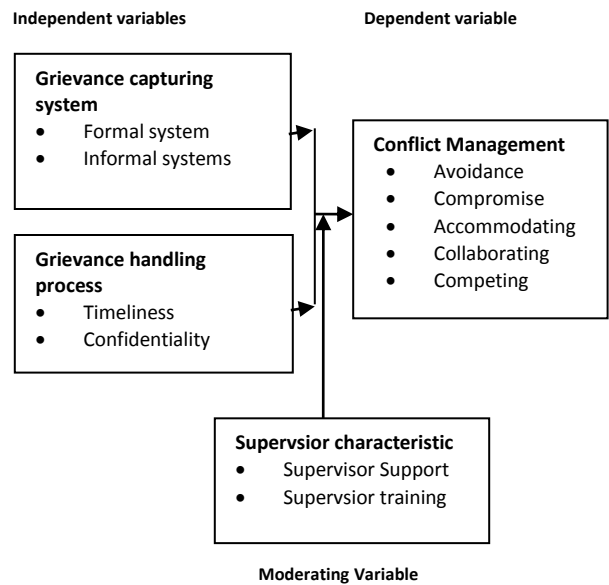 Independent variables
Dependent variable
Grievance capturing
system
• Formal system
• Informal systems
Conflict Management
• Avoidance
• Compromise
• Accommodating
• Collaborating
• Competing
Grievance handling
process
• Timeliness
• Confidentiality
Supervsior characteristic
• Supervisor Support
• Supervsior training
Moderating Variable